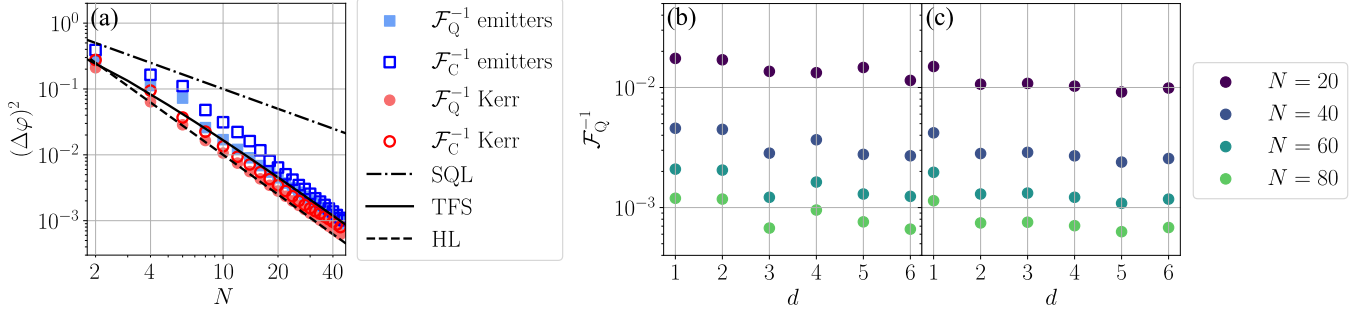 (a)
10⁰
10⁻¹
10⁻²
10⁻³
(Δφ)²
2 4 10 20 40
N
F_Q⁻¹ emitters
F_C⁻¹ emitters
F_Q⁻¹ Kerr
F_C⁻¹ Kerr
SQL
TFS
HL
(b)
10⁻²
10⁻³
F_Q⁻¹
1 2 3 4 5 6
d
(c)
1 2 3 4 5 6
d
N = 20
N = 40
N = 60
N = 80